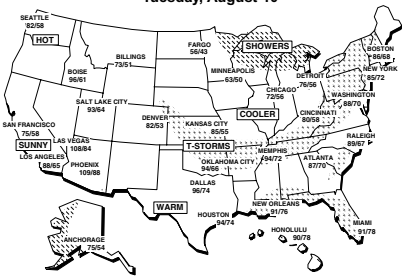 Tuesday, August 10
SEATTLE
82/58
HOT
BILLINGS
73/51
FARGO
56/43
SHOWERS
BOSTON
86/68
BOISE
96/61
MINNEAPOLIS
63/50
DETROIT
76/56
NEW YORK
85/72
CHICAGO
72/56
WASHINGTON
88/70
SALT LAKE CITY
93/64
DENVER
82/53
COOLER
CINCINNATI
80/58
SAN FRANCISCO
75/58
KANSAS CITY
85/55
RALEIGH
89/67
SUNNY
LAS VEGAS
108/84
T-STORMS
MEMPHIS
94/72
LOS ANGELES
88/65
PHOENIX
109/88
OKLAHOMA CITY
94/66
ATLANTA
87/70
DALLAS
96/74
WARM
HOUSTON
94/74
NEW ORLEANS
91/76
MIAMI
91/78
ANCHORAGE
75/54
HONOLULU
90/78